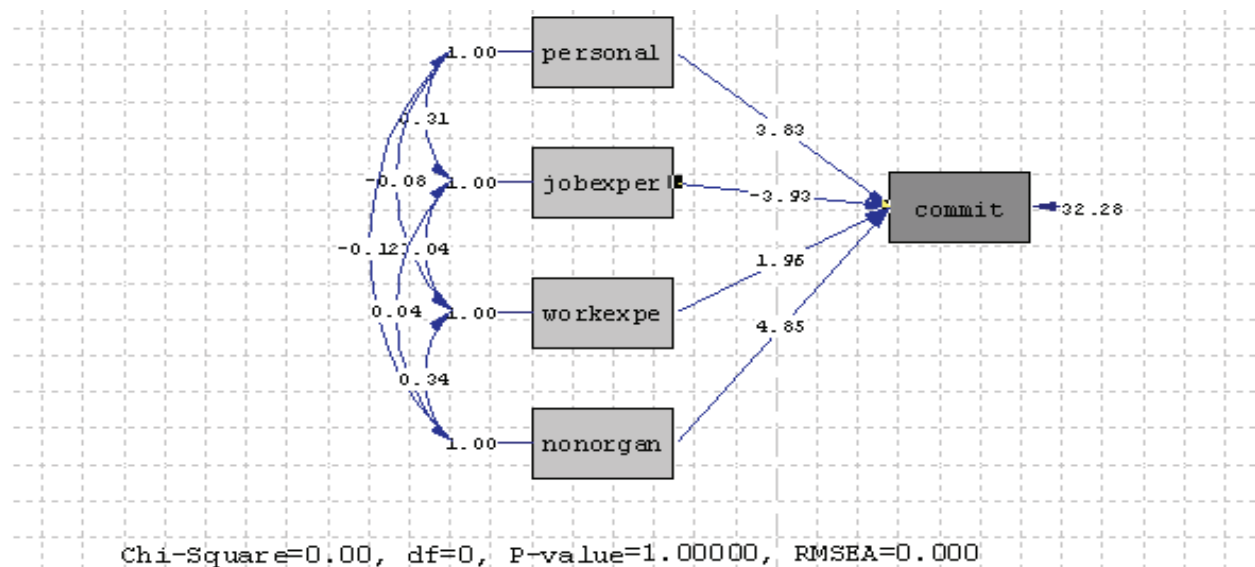 1.00 personal
0.31
3.83
-0.08 1.00 jobexper
-3.93
commit 32.28
-0.12 .04
1.96
0.04 1.00 workexpe
4.85
0.34
1.00 nonorgan
Chi-Square=0.00, df=0, P-value=1.00000, RMSEA=0.000